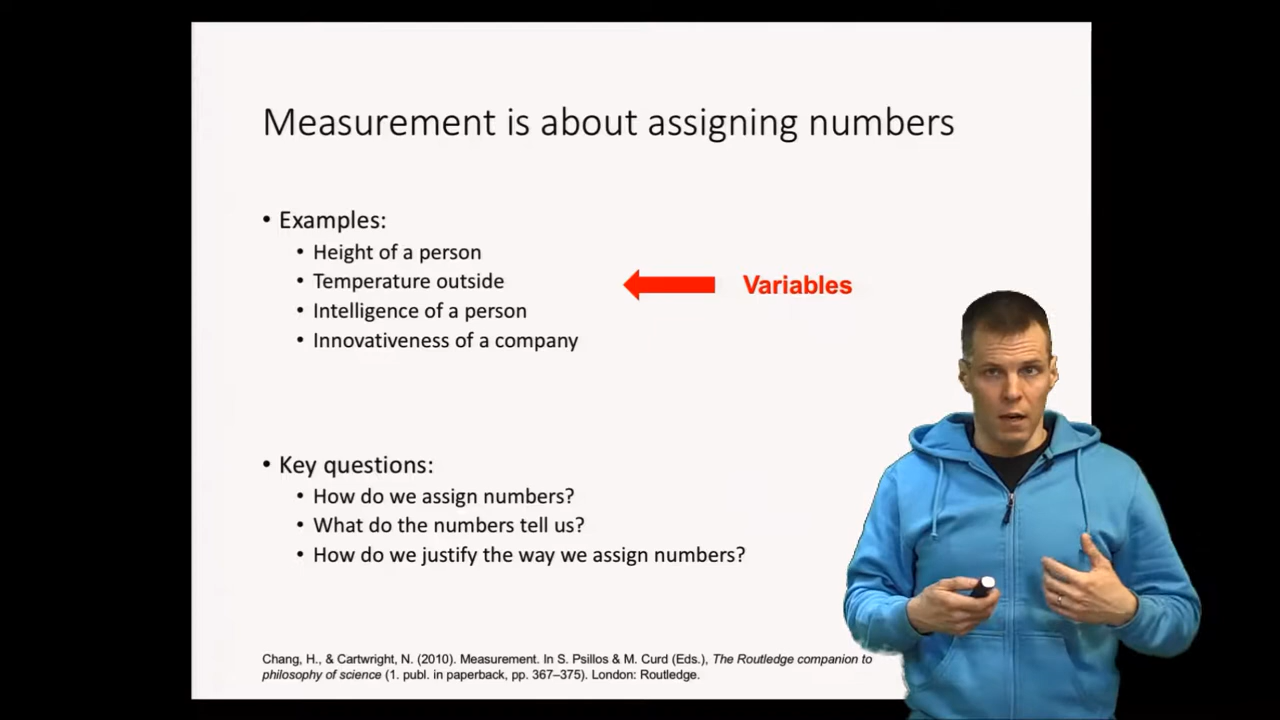 Measurement is about assigning numbers
• Examples:
• Height of a person
• Temperature outside
• Intelligence of a person
• Innovativeness of a company
Variables
• Key questions:
• How do we assign numbers?
• What do the numbers tell us?
• How do we justify the way we assign numbers?
Chang, H., & Cartwright, N. (2010). Measurement. In S. Psillos & M. Curd (Eds.), The Routledge companion to
philosophy of science (1. publ. in paperback, pp. 367–375). London: Routledge.